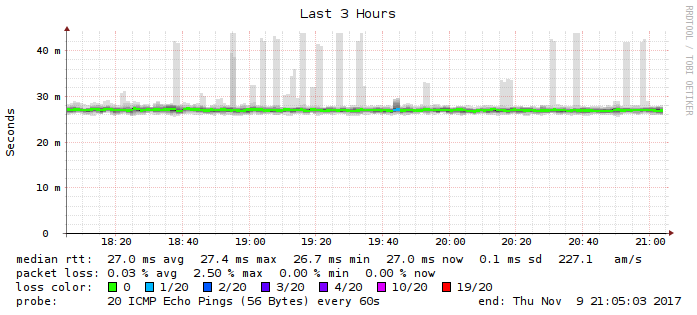 Last 3 Hours
RRDTOOL / TOBI OETIKER
Seconds
40 m
30 m
20 m
10 m
0
18:20 18:40 19:00 19:20 19:40 20:00 20:20 20:40 21:00
median rtt: 27.0 ms avg 27.4 ms max 26.7 ms min 27.0 ms now 0.1 ms sd 227.1 am/s
packet loss: 0.03 % avg 2.50 % max 0.00 % min 0.00 % now
loss color: 0 1/20 2/20 3/20 4/20 10/20 19/20
probe: 20 ICMP Echo Pings (56 Bytes) every 60s end: Thu Nov 9 21:05:03 2017